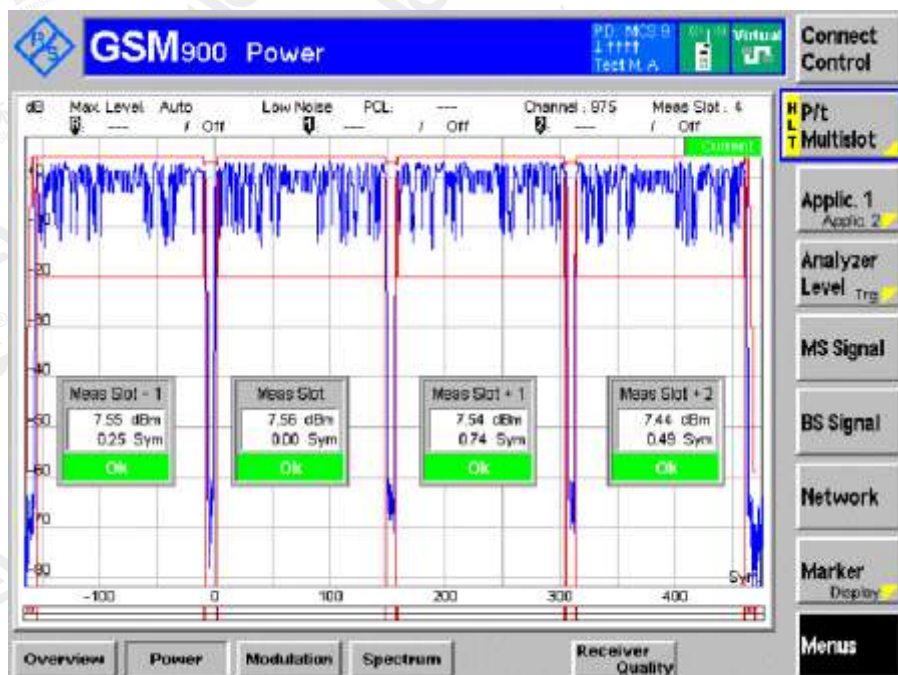 R S
GSM900 Power
PD: MCS 9
Test M. A
Virtual
Connect Control
dB Max. Level: Auto Low Noise PCL: --- Channel: 975 Meas Slot: 4
--- / Off 1 --- / Off 2 --- / Off
Current
-10
-20
-30
-40
-50
-60
-70
-80
Meas Slot - 1
7.55 dBm
0.25 Sym
Ok
Meas Slot
7.56 dBm
0.00 Sym
Ok
Meas Slot + 1
7.54 dBm
0.74 Sym
Ok
Meas Slot + 2
7.44 dBm
0.49 Sym
Ok
Sym
-100 0 100 200 300 400
HLT
P/t Multislot
Applic. 1
Applic. 2
Analyzer Level Trg
MS Signal
BS Signal
Network
Marker
Display
Menus
Overview Power Modulation Spectrum Receiver Quality